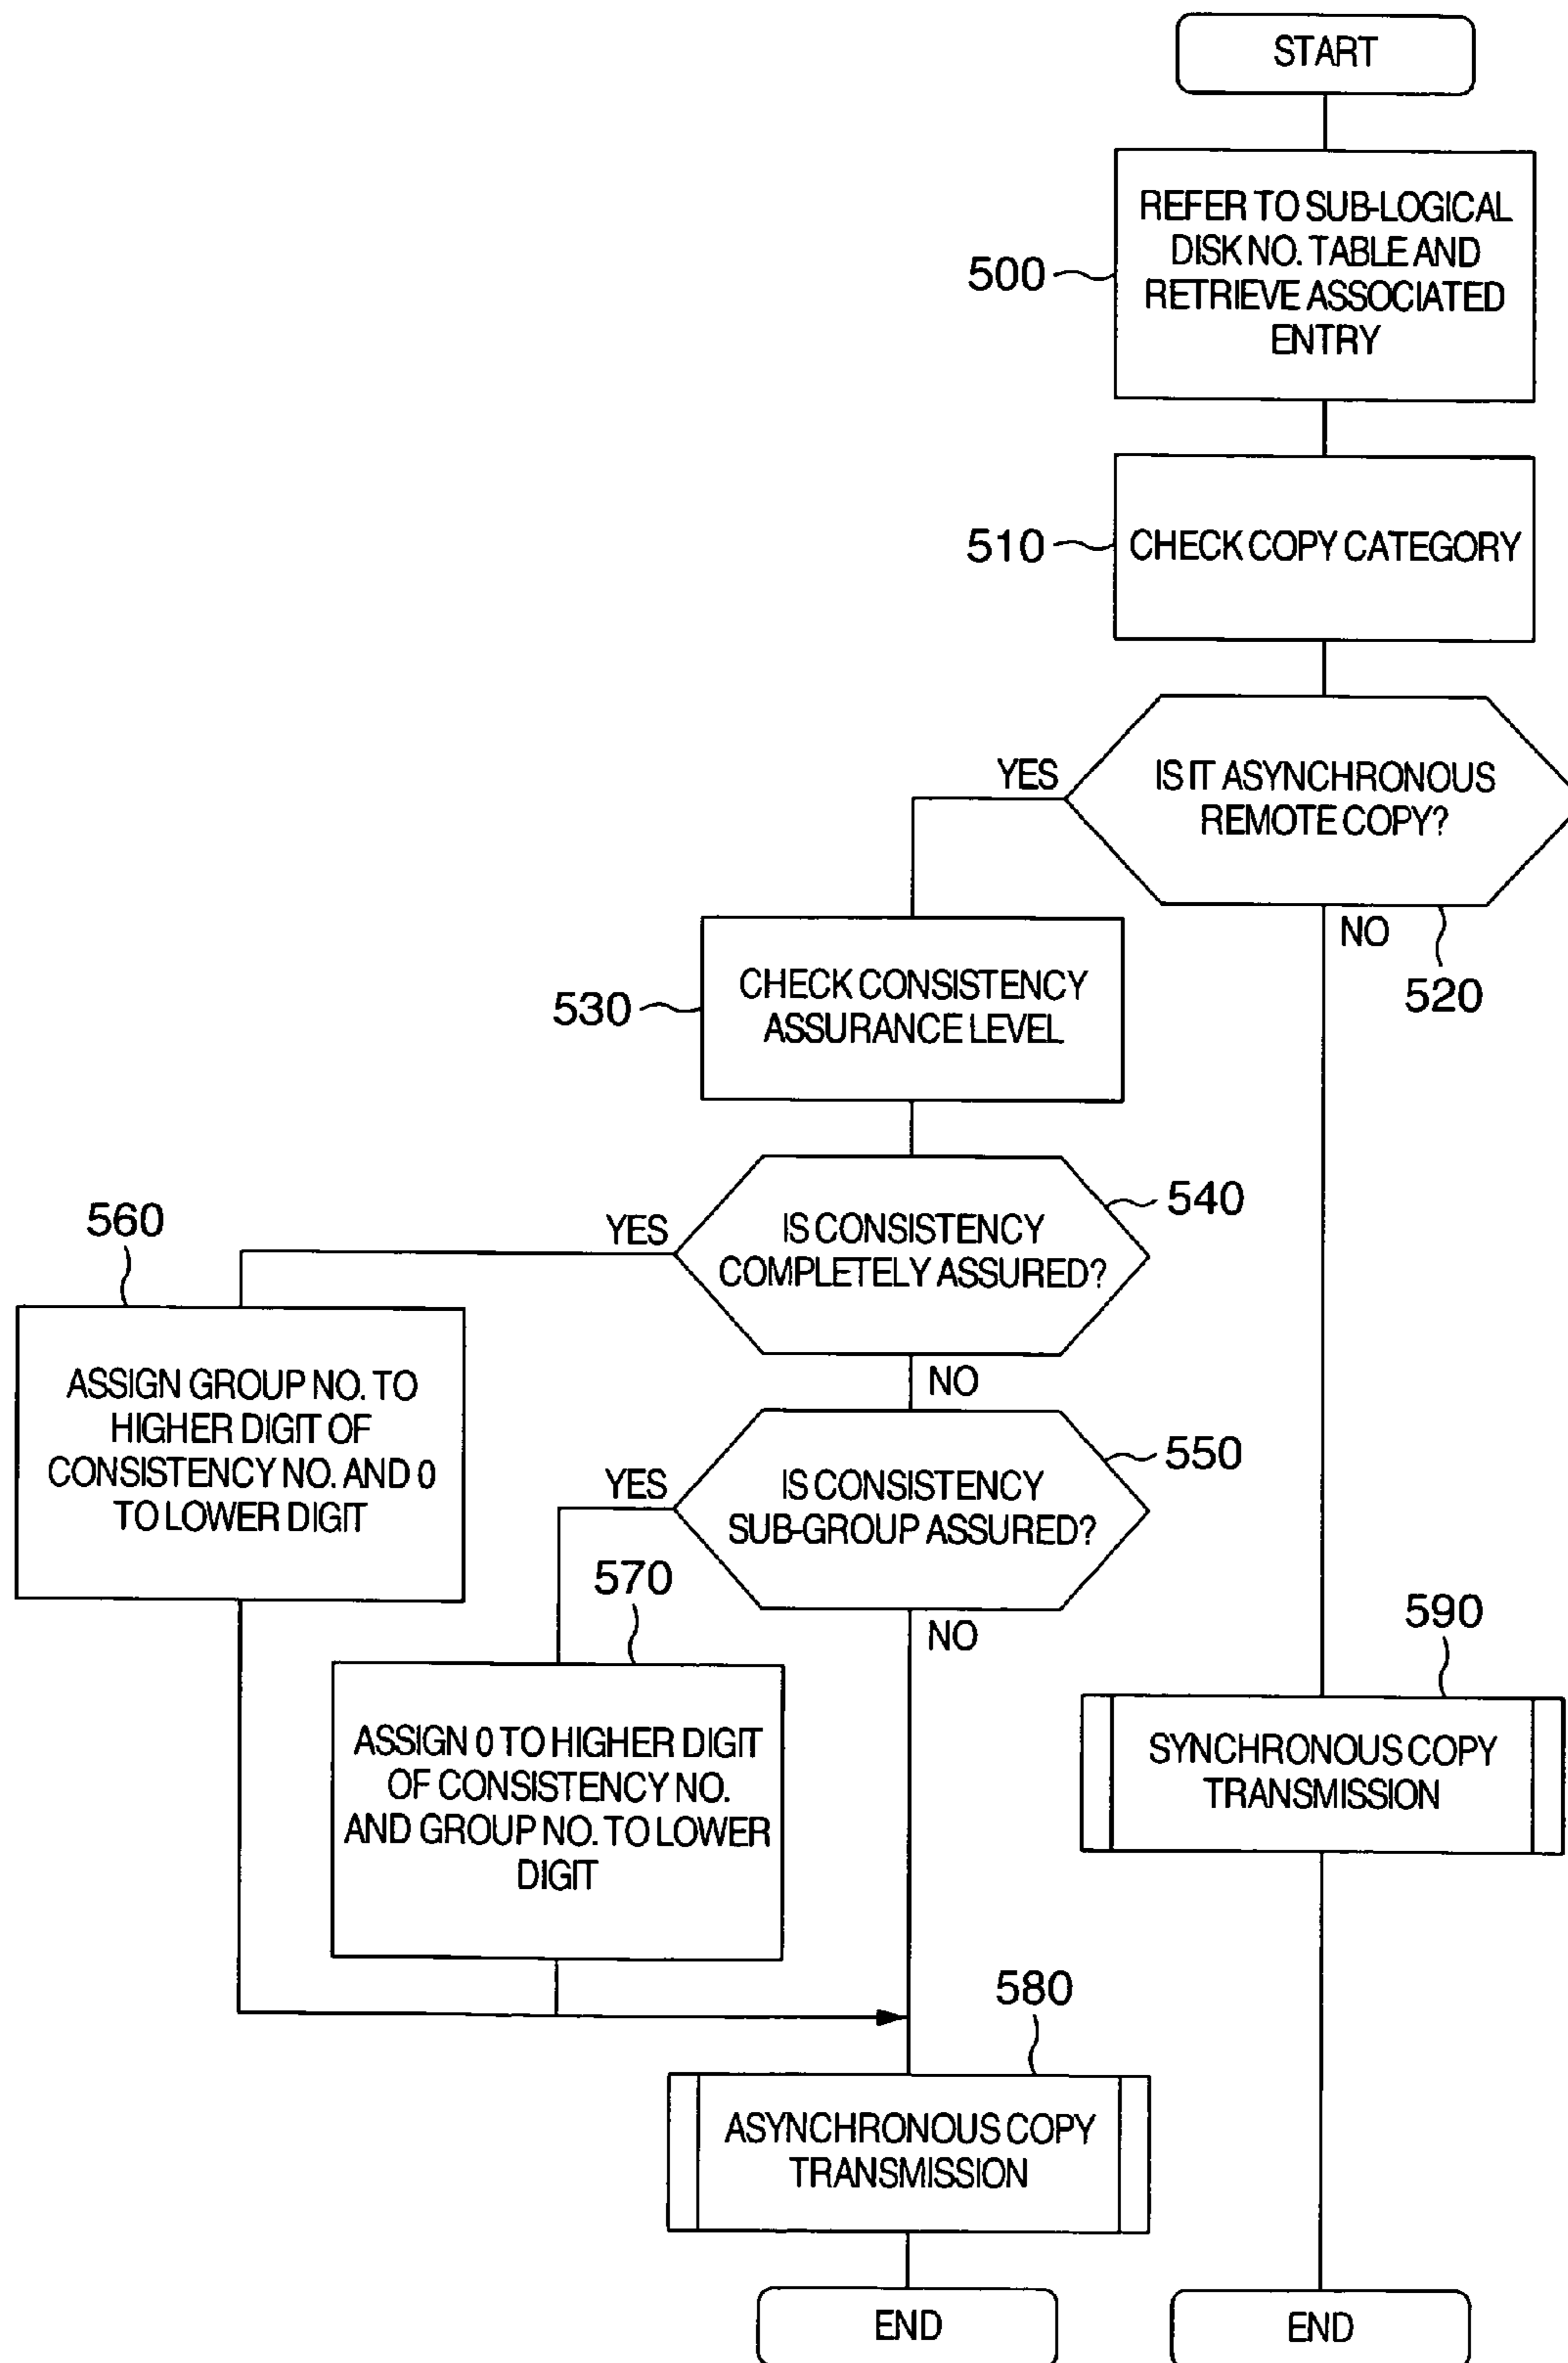 START
REFER TO SUB-LOGICAL
DISK NO. TABLE AND
RETRIEVE ASSOCIATED
ENTRY
500
CHECK COPY CATEGORY
510
IS IT ASYNCHRONOUS
REMOTE COPY?
YES
NO
520
CHECK CONSISTENCY
ASSURANCE LEVEL
530
IS CONSISTENCY
COMPLETELY ASSURED?
540
YES
NO
560
ASSIGN GROUP NO. TO
HIGHER DIGIT OF
CONSISTENCY NO. AND 0
TO LOWER DIGIT
IS CONSISTENCY
SUB-GROUP ASSURED?
550
YES
NO
570
ASSIGN 0 TO HIGHER DIGIT
OF CONSISTENCY NO.
AND GROUP NO. TO LOWER
DIGIT
590
SYNCHRONOUS COPY
TRANSMISSION
580
ASYNCHRONOUS COPY
TRANSMISSION
END
END